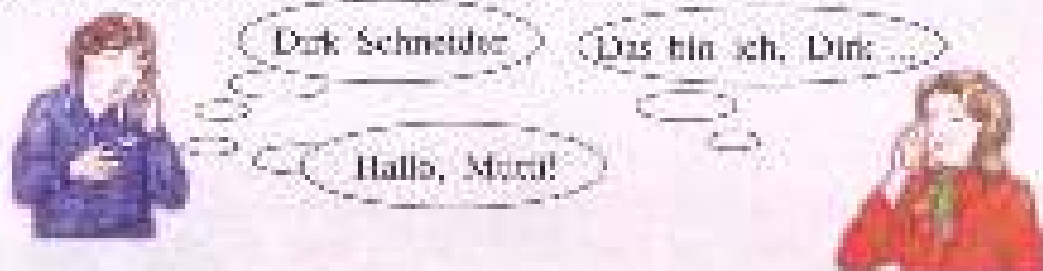 Dirk Schneider
Das bin ich, Dirk ...
Hallo, Mutti!